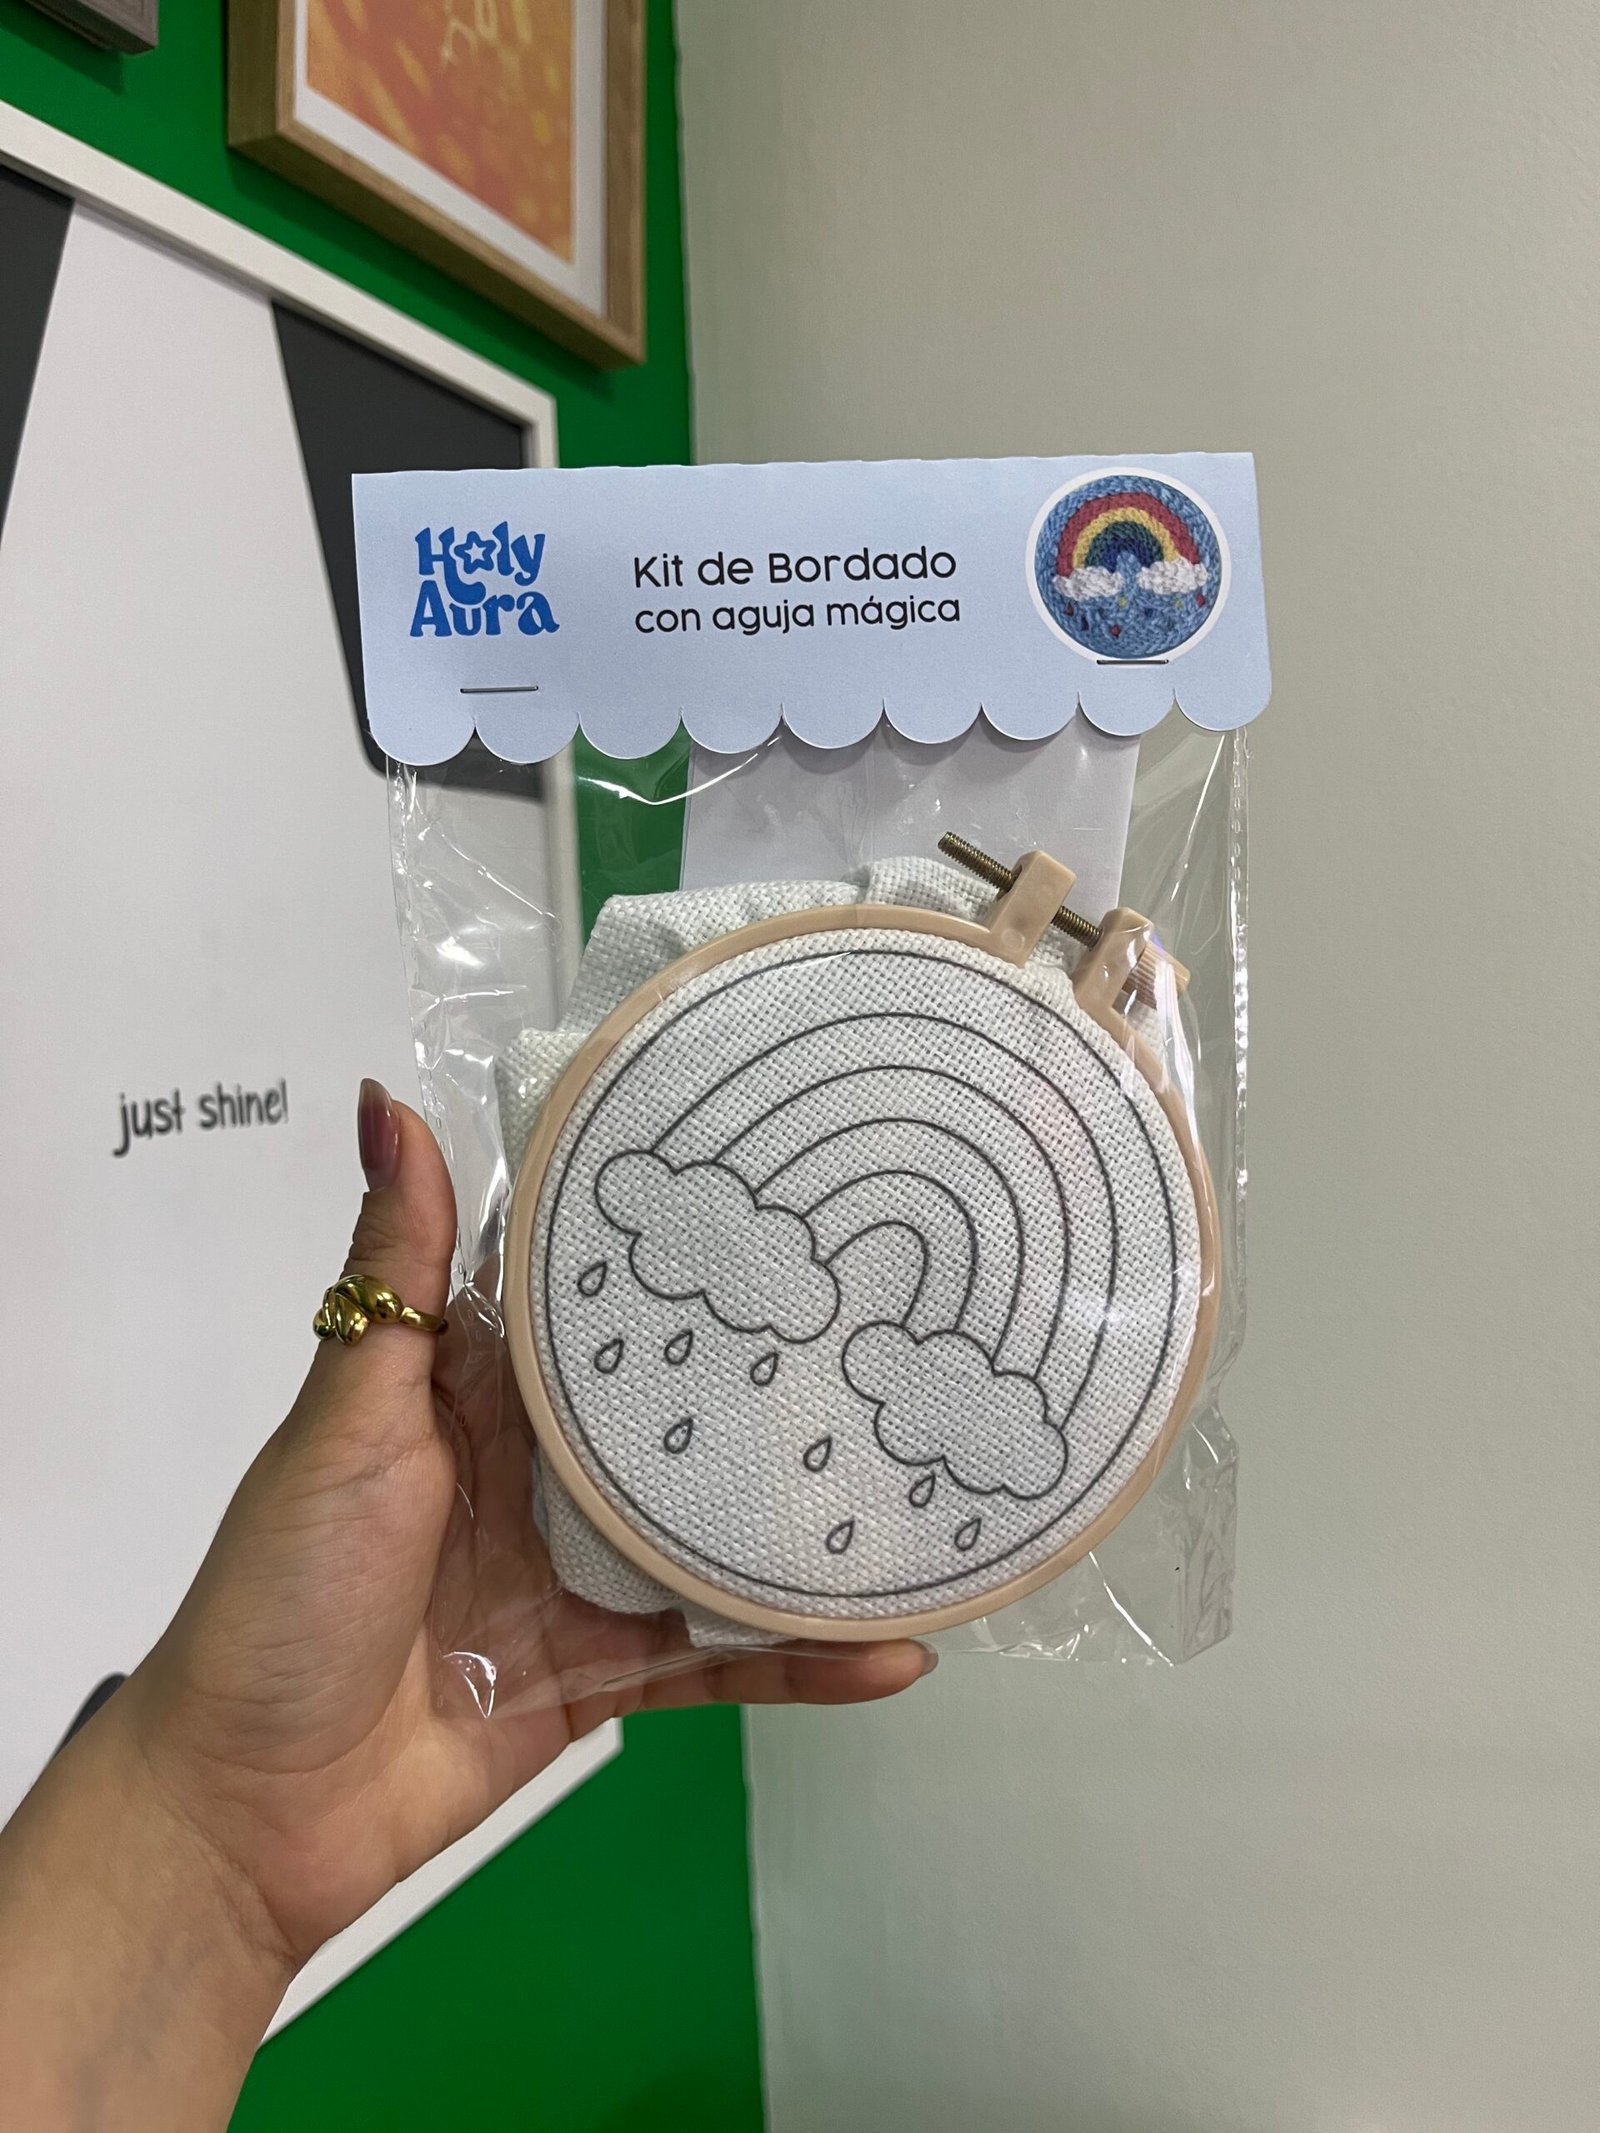 Holy
Aura
Kit de Bordado
con aguja mágica
just shine!